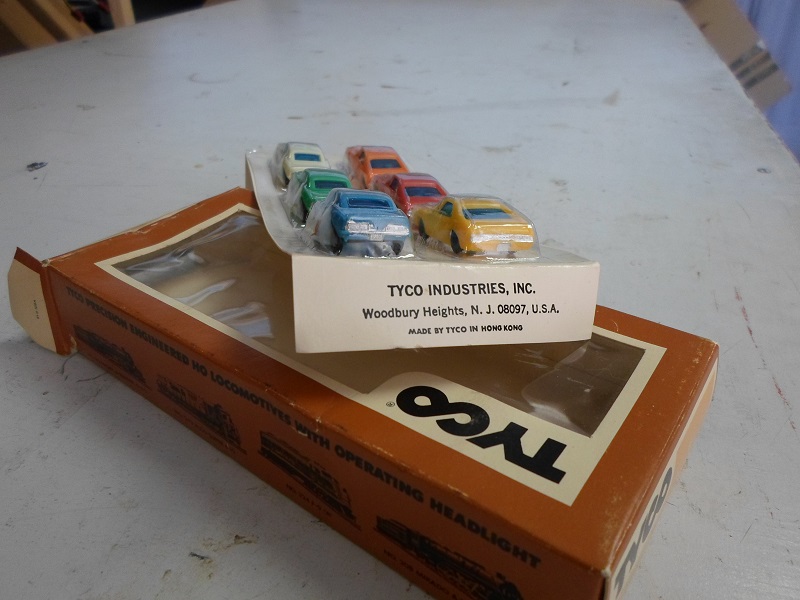 TYCO INDUSTRIES, INC.
Woodbury Heights, N. J. 08097, U.S.A.
MADE BY TYCO IN HONG KONG
TYCO®
TYCO PRECISION ENGINEERED HO LOCOMOTIVES WITH OPERATING HEADLIGHT
TYCO